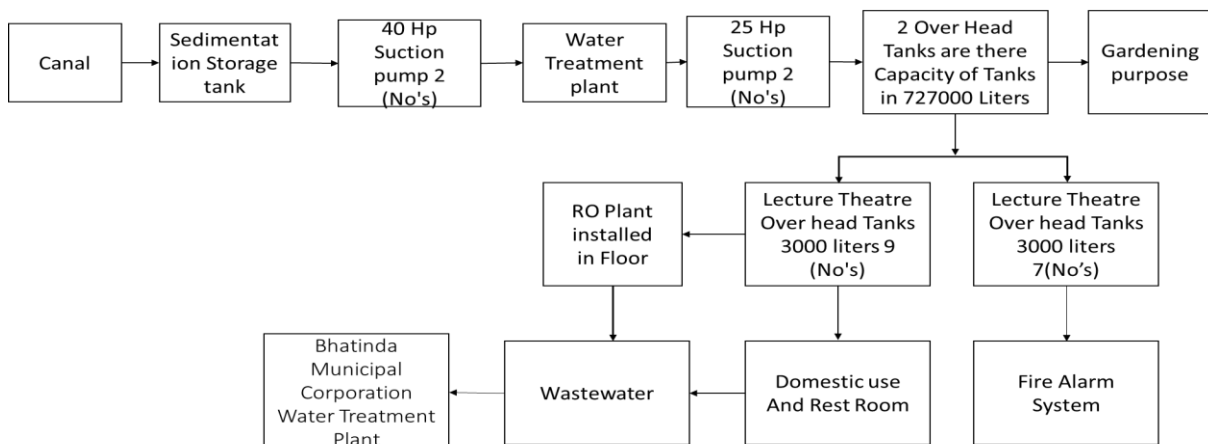 Canal
Sedimentat
ion Storage
tank
40 Hp
Suction
pump 2
(No's)
Water
Treatment
plant
25 Hp
Suction
pump 2
(No's)
2 Over Head
Tanks are there
Capacity of Tanks
in 727000 Liters
Gardening
purpose
RO Plant
installed
in Floor
Lecture Theatre
Over head Tanks
3000 liters 9
(No's)
Lecture Theatre
Over head Tanks
3000 liters
7(No’s)
Bhatinda
Municipal
Corporation
Water Treatment
Plant
Wastewater
Domestic use
And Rest Room
Fire Alarm
System